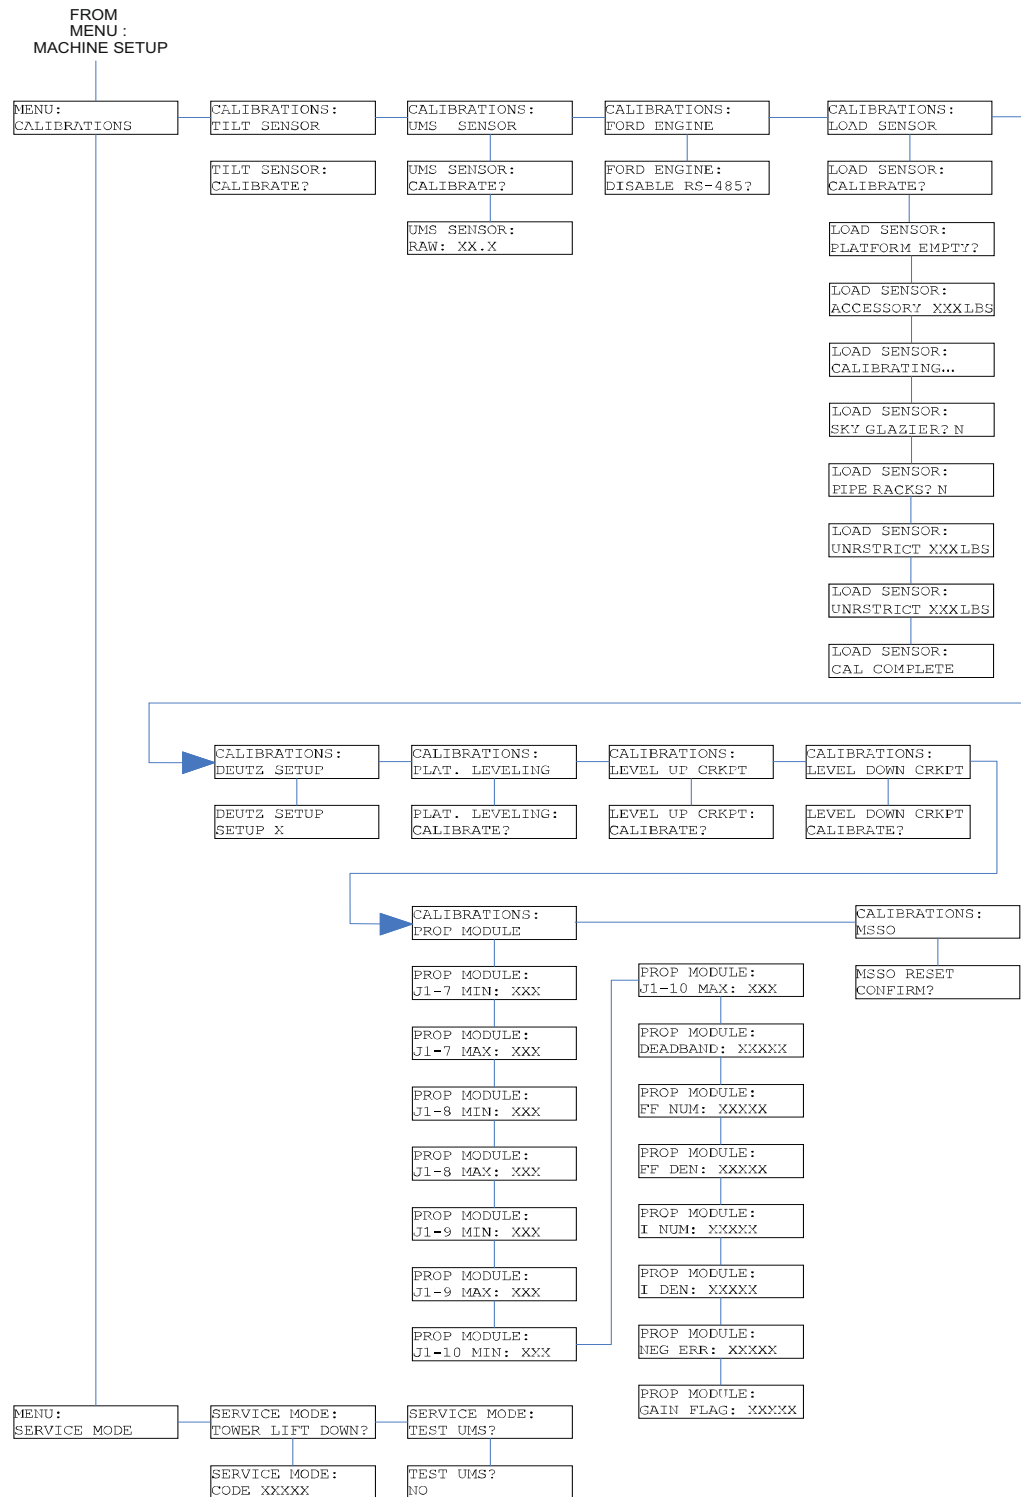 FROM
MENU :
MACHINE SETUP
MENU:
CALIBRATIONS
CALIBRATIONS:
TILT SENSOR
CALIBRATIONS:
UMS SENSOR
CALIBRATIONS:
FORD ENGINE
CALIBRATIONS:
LOAD SENSOR
TILT SENSOR:
CALIBRATE?
UMS SENSOR:
CALIBRATE?
FORD ENGINE:
DISABLE RS-485?
LOAD SENSOR:
CALIBRATE?
UMS SENSOR:
RAW: XX.X
LOAD SENSOR:
PLATFORM EMPTY?
LOAD SENSOR:
ACCESSORY XXXLBS
LOAD SENSOR:
CALIBRATING...
LOAD SENSOR:
SKY GLAZIER? N
LOAD SENSOR:
PIPE RACKS? N
LOAD SENSOR:
UNRSTRICT XXXLBS
LOAD SENSOR:
UNRSTRICT XXXLBS
LOAD SENSOR:
CAL COMPLETE
CALIBRATIONS:
DEUTZ SETUP
CALIBRATIONS:
PLAT. LEVELING
CALIBRATIONS:
LEVEL UP CRKPT
CALIBRATIONS:
LEVEL DOWN CRKPT
DEUTZ SETUP
SETUP X
PLAT. LEVELING:
CALIBRATE?
LEVEL UP CRKPT:
CALIBRATE?
LEVEL DOWN CRKPT
CALIBRATE?
CALIBRATIONS:
PROP MODULE
CALIBRATIONS:
MSSO
PROP MODULE:
J1-7 MIN: XXX
PROP MODULE:
J1-7 MAX: XXX
PROP MODULE:
J1-8 MIN: XXX
PROP MODULE:
J1-8 MAX: XXX
PROP MODULE:
J1-9 MIN: XXX
PROP MODULE:
J1-9 MAX: XXX
PROP MODULE:
J1-10 MIN: XXX
PROP MODULE:
J1-10 MAX: XXX
PROP MODULE:
DEADBAND: XXXXX
PROP MODULE:
FF NUM: XXXXX
PROP MODULE:
FF DEN: XXXXX
PROP MODULE:
I NUM: XXXXX
PROP MODULE:
I DEN: XXXXX
PROP MODULE:
NEG ERR: XXXXX
PROP MODULE:
GAIN FLAG: XXXXX
MSSO RESET
CONFIRM?
MENU:
SERVICE MODE
SERVICE MODE:
TOWER LIFT DOWN?
SERVICE MODE:
TEST UMS?
SERVICE MODE:
CODE XXXXX
TEST UMS?
NO